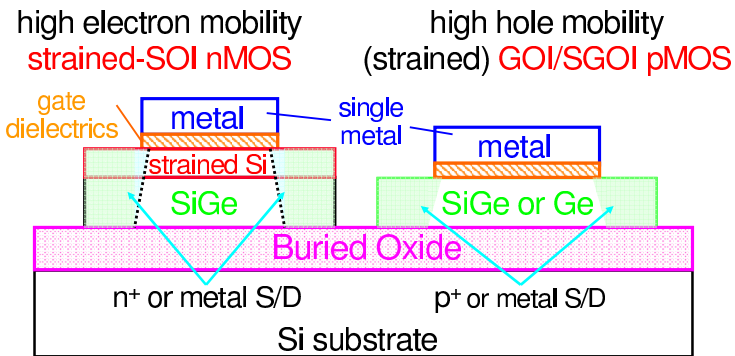 high electron mobility
strained-SOI nMOS
high hole mobility
(strained) GOI/SGOI pMOS
gate
dielectrics
metal
single
metal
metal
strained Si
SiGe
SiGe or Ge
Buried Oxide
n+ or metal S/D
p+ or metal S/D
Si substrate